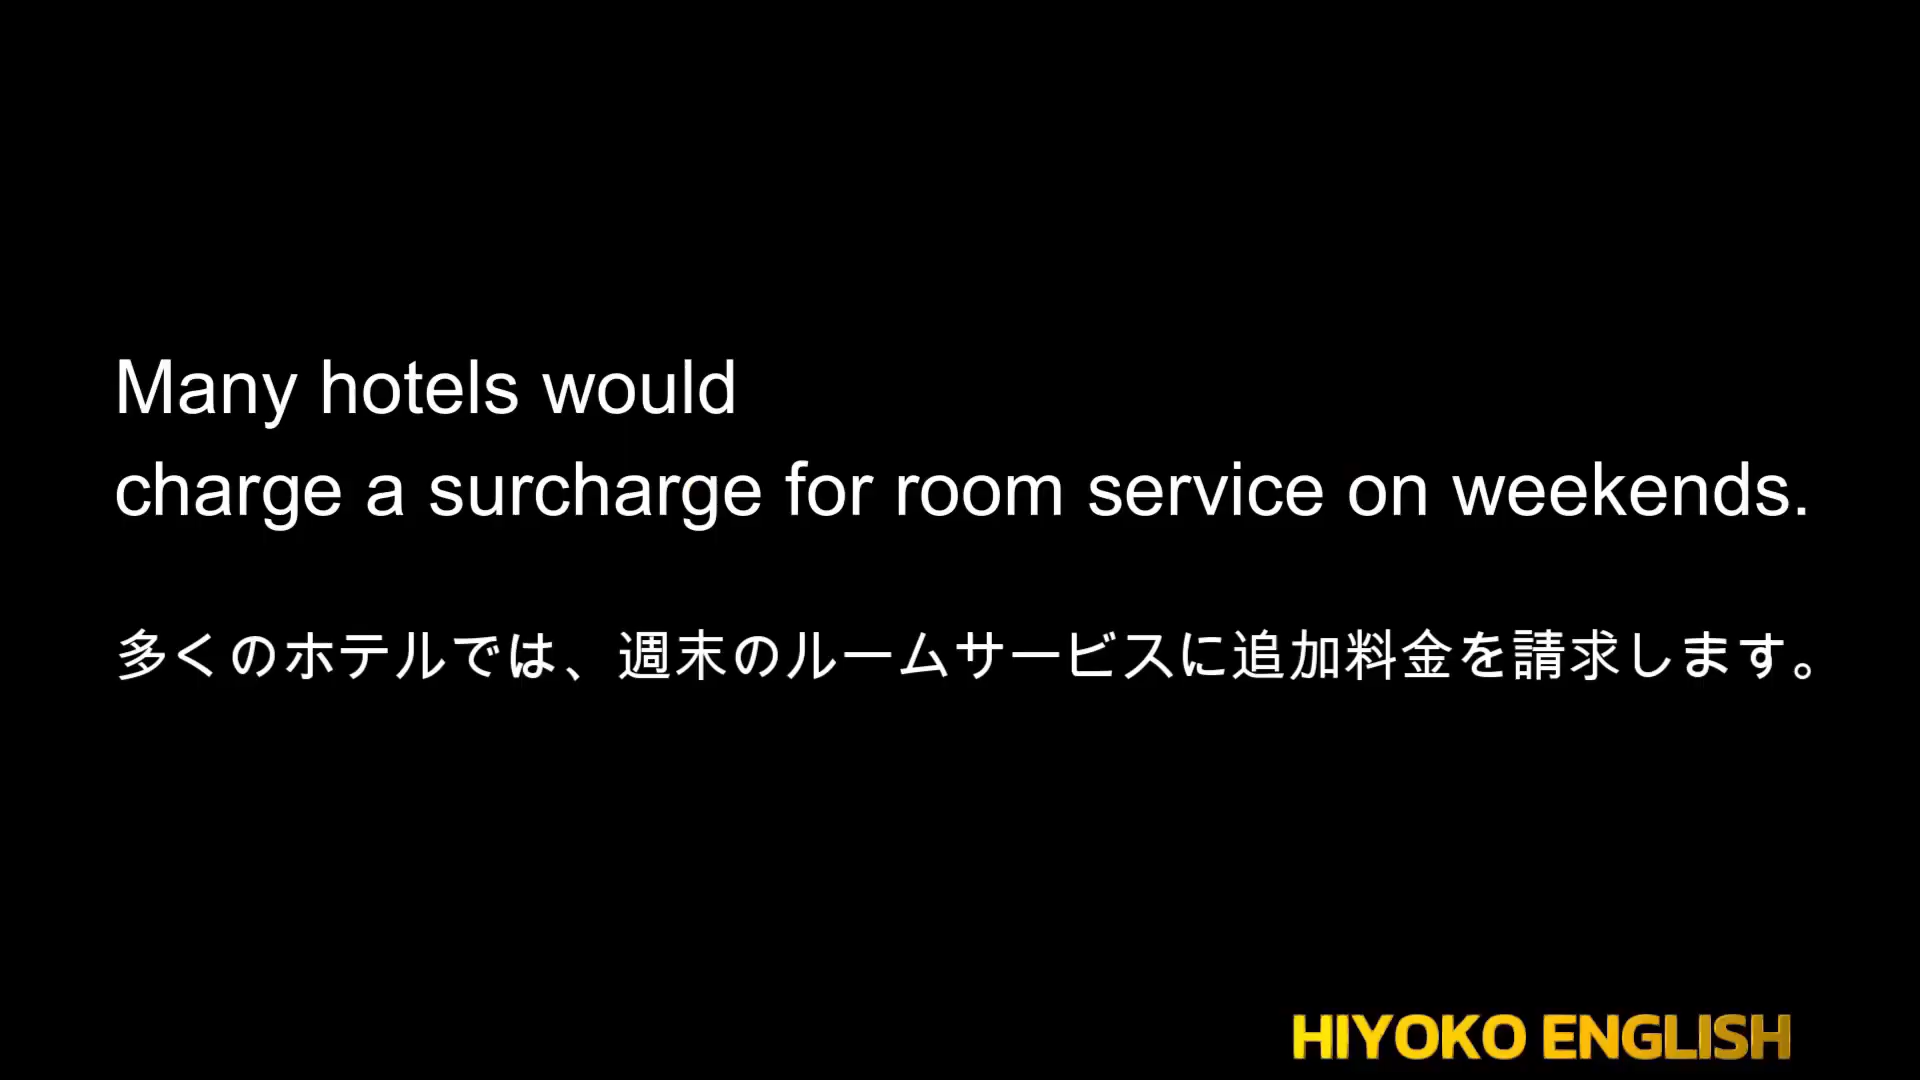 Many hotels would
charge a surcharge for room service on weekends.
多くのホテルでは、週末のルームサービスに追加料金を請求します。
HIYOKO ENGLISH